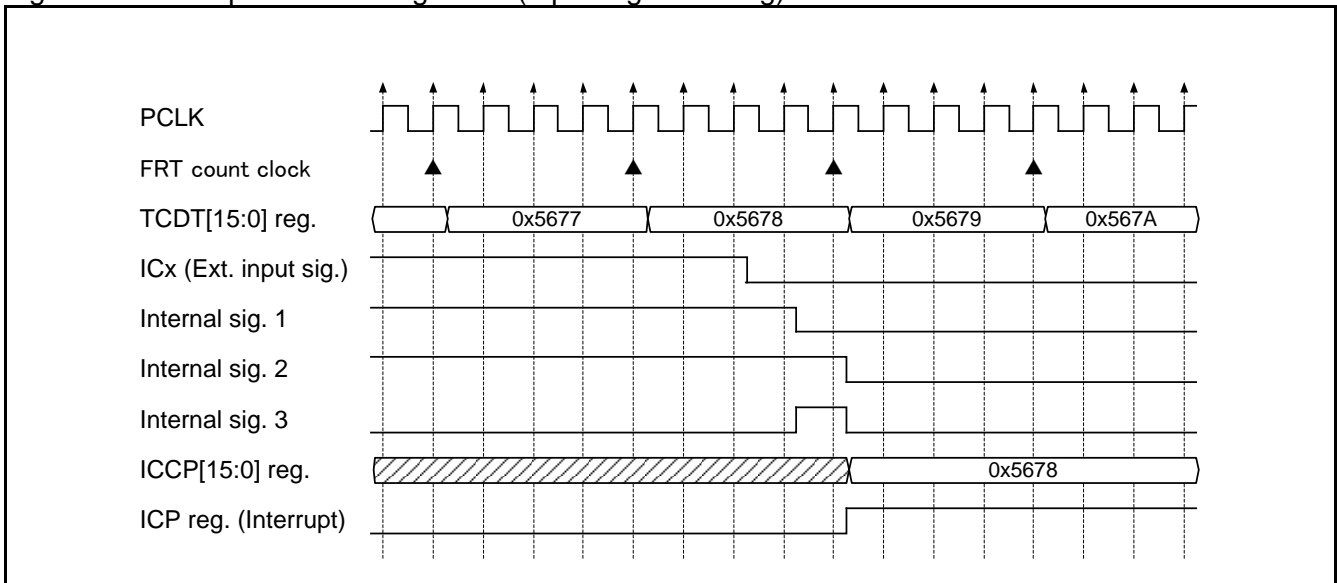 PCLK
FRT count clock
TCDT[15:0] reg.
0x5677 0x5678 0x5679 0x567A
ICx (Ext. input sig.)
Internal sig. 1
Internal sig. 2
Internal sig. 3
ICCP[15:0] reg.
0x5678
ICP reg. (Interrupt)